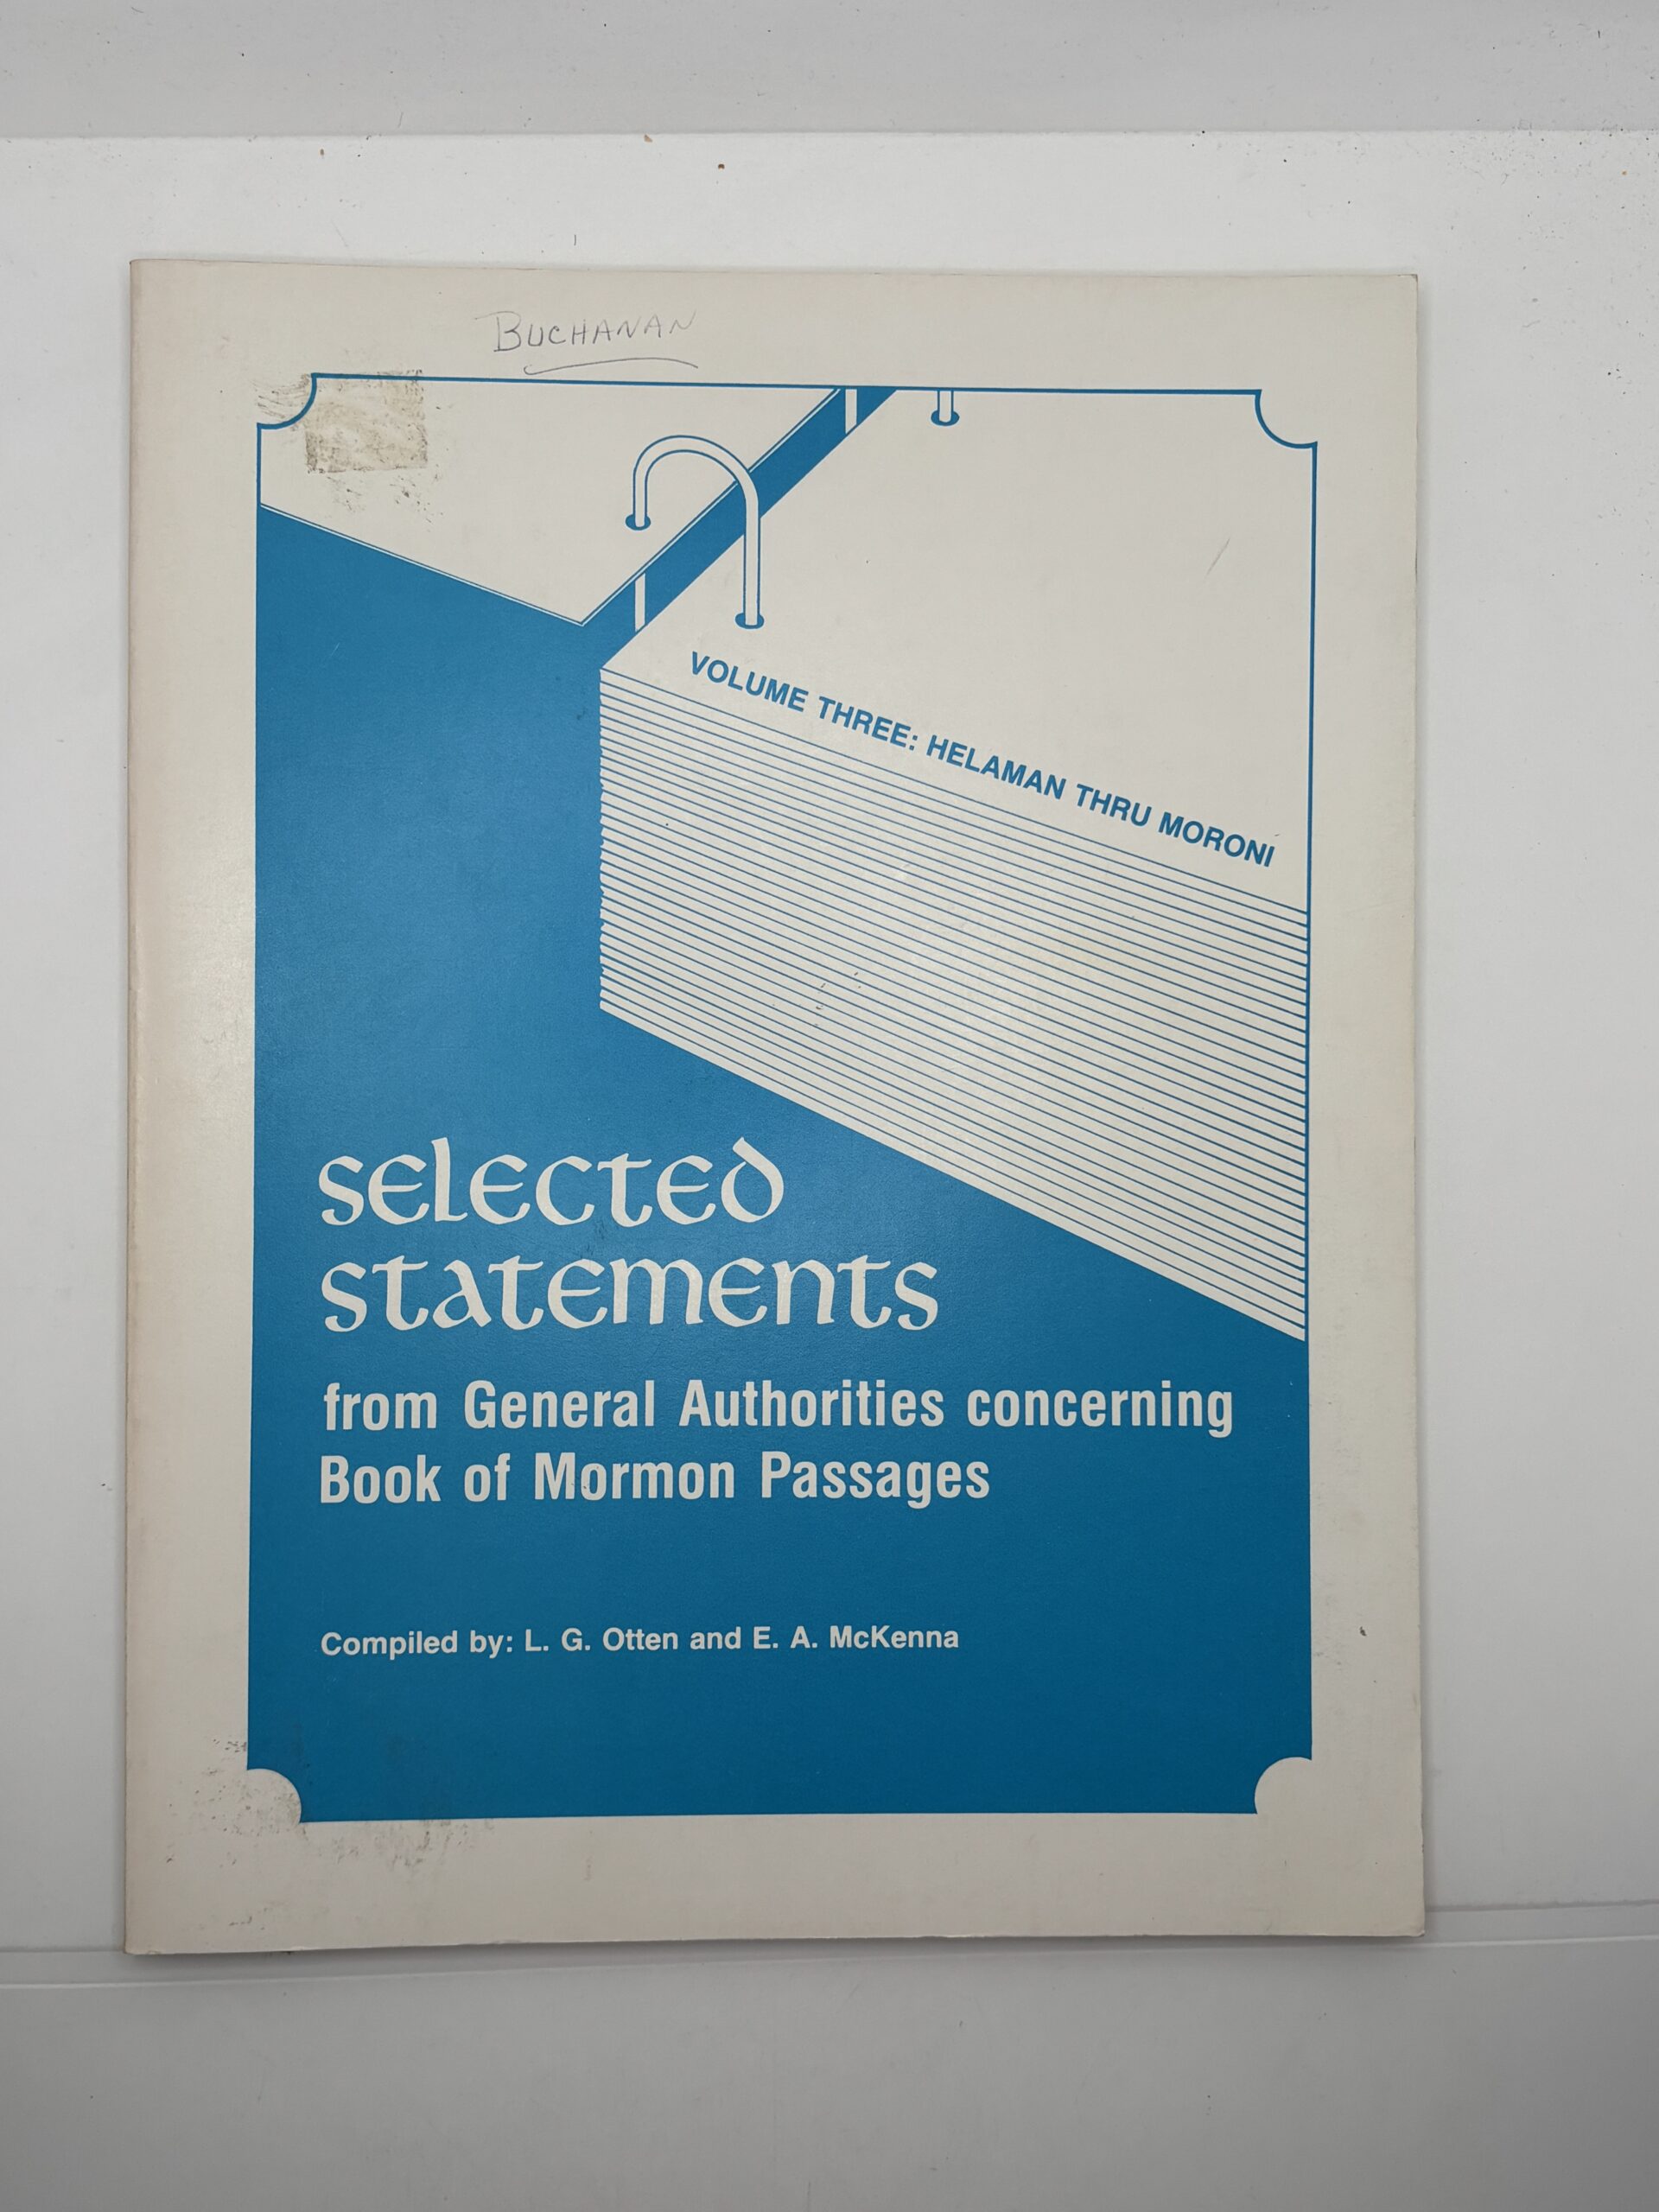 BUCHANAN
VOLUME THREE: HELAMAN THRU MORONI
selected
statements
from General Authorities concerning
Book of Mormon Passages
Compiled by: L. G. Otten and E. A. McKenna